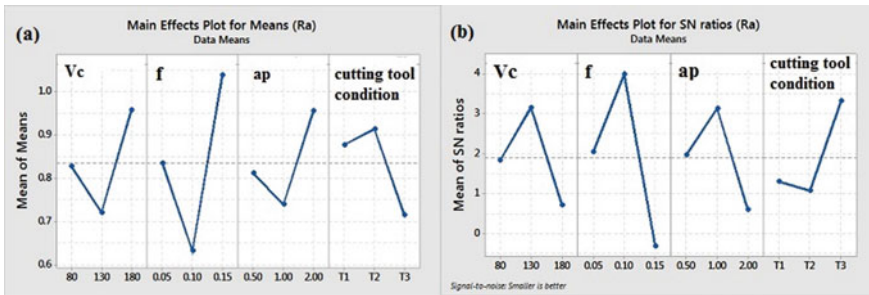 (a)
Main Effects Plot for Means (Ra)
Data Means
Vc
f
ap
cutting tool
condition
Mean of Means
1.0
0.9
0.8
0.7
0.6
80 130 180 0.05 0.10 0.15 0.50 1.00 2.00 T1 T2 T3
(b)
Main Effects Plot for SN ratios (Ra)
Data Means
Vc
f
ap
cutting tool
condition
Mean of SN ratios
4
3
2
1
0
80 130 180 0.05 0.10 0.15 0.50 1.00 2.00 T1 T2 T3
Signal-to-noise: Smaller is better